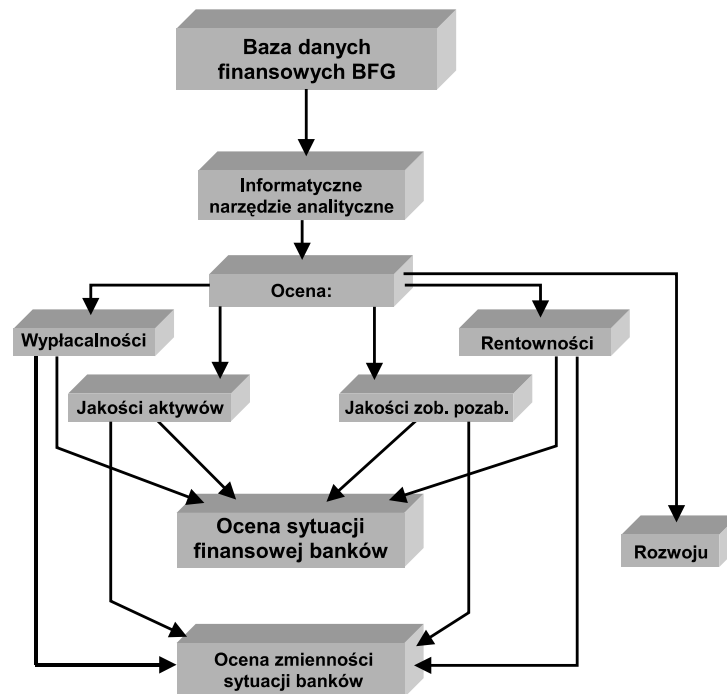 Baza danych
finansowych BFG
Informatyczne
narzędzie analityczne
Ocena:
Wypłacalności
Rentowności
Jakości aktywów
Jakości zob. pozab.
Ocena sytuacji
finansowej banków
Rozwoju
Ocena zmienności
sytuacji banków